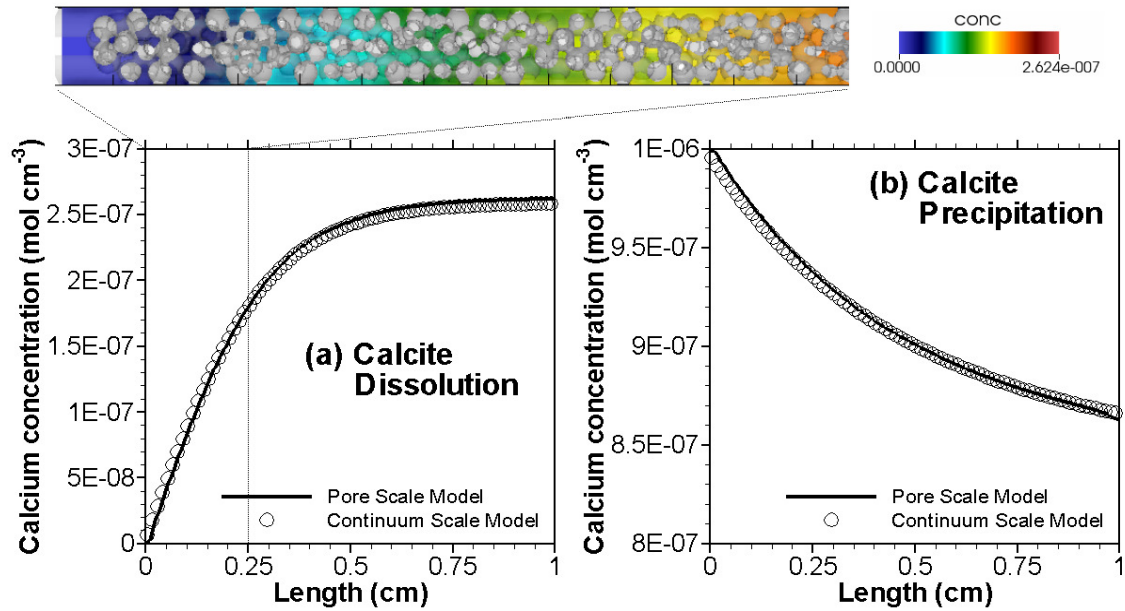 conc
0.0000
2.624e-007
Calcium concentration (mol cm-3)
3E-07
2.5E-07
2E-07
1.5E-07
1E-07
5E-08
0
(a) Calcite
Dissolution
Pore Scale Model
Continuum Scale Model
0
0.25
0.5
0.75
1
Length (cm)
Calcium concentration (mol cm-3)
1E-06
9.5E-07
9E-07
8.5E-07
8E-07
(b) Calcite
Precipitation
Pore Scale Model
Continuum Scale Model
0
0.25
0.5
0.75
1
Length (cm)